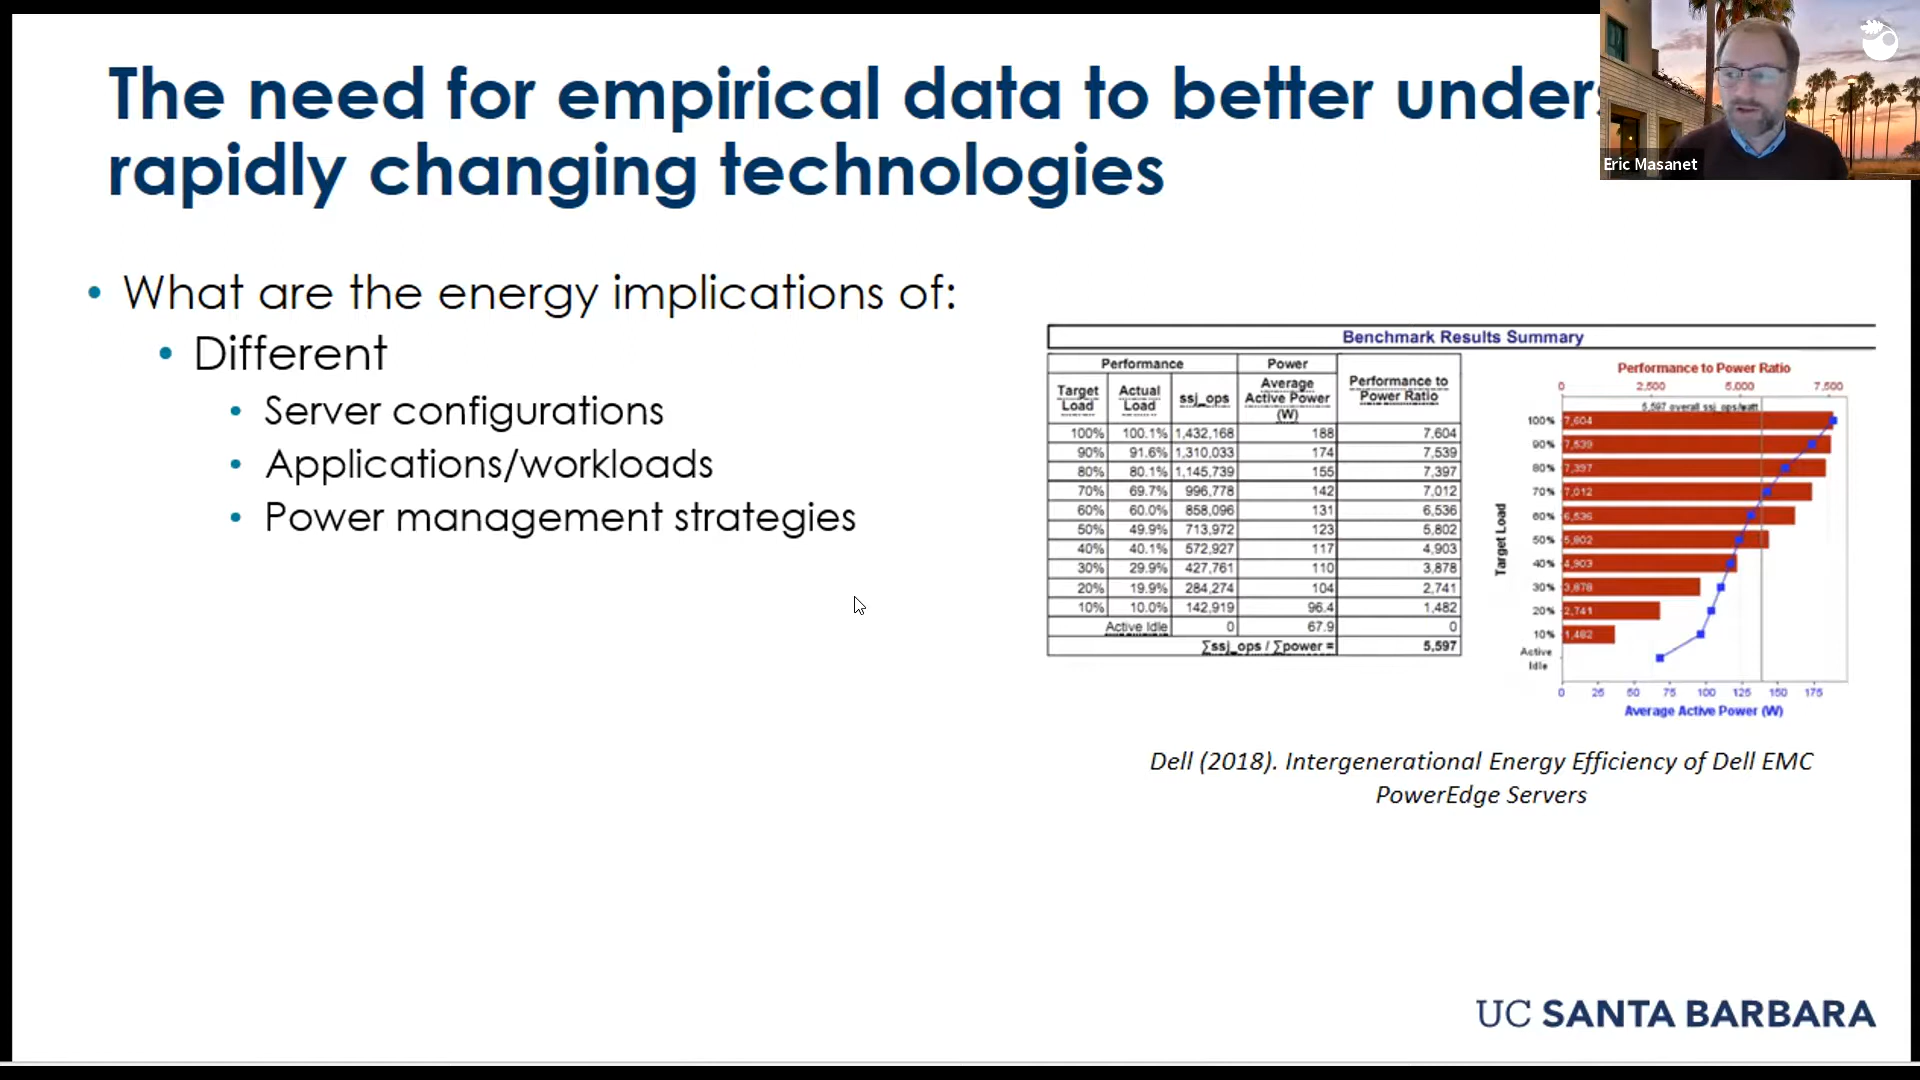 The need for empirical data to better unders
rapidly changing technologies
Eric Masanet
• What are the energy implications of:
• Different
• Server configurations
• Applications/workloads
• Power management strategies
Benchmark Results Summary
Performance Power Performance to Power Ratio
Target Load Actual Load ssj_ops Average Active Power (W)
100% 100.1% 1,432,168 188 7,604
90% 91.6% 1,310,033 174 7,539
80% 80.1% 1,145,739 155 7,397
70% 69.7% 996,778 142 7,012
60% 60.0% 858,096 131 6,536
50% 49.9% 713,972 123 5,802
40% 40.1% 572,927 117 4,903
30% 29.9% 427,761 110 3,878
20% 19.9% 284,274 104 2,741
10% 10.0% 142,919 96.4 1,482
Active Idle 0 67.9 0
∑ssj_ops / ∑power = 5,597
Performance to Power Ratio
0 2,500 5,000 7,500
5,597 overall ssj_ops/watt
Target Load
100% 7,604
90% 7,539
80% 7,397
70% 7,012
60% 6,536
50% 5,802
40% 4,903
30% 3,878
20% 2,741
10% 1,482
Active
Idle
0 25 50 75 100 125 150 175
Average Active Power (W)
Dell (2018). Intergenerational Energy Efficiency of Dell EMC
PowerEdge Servers
UC SANTA BARBARA